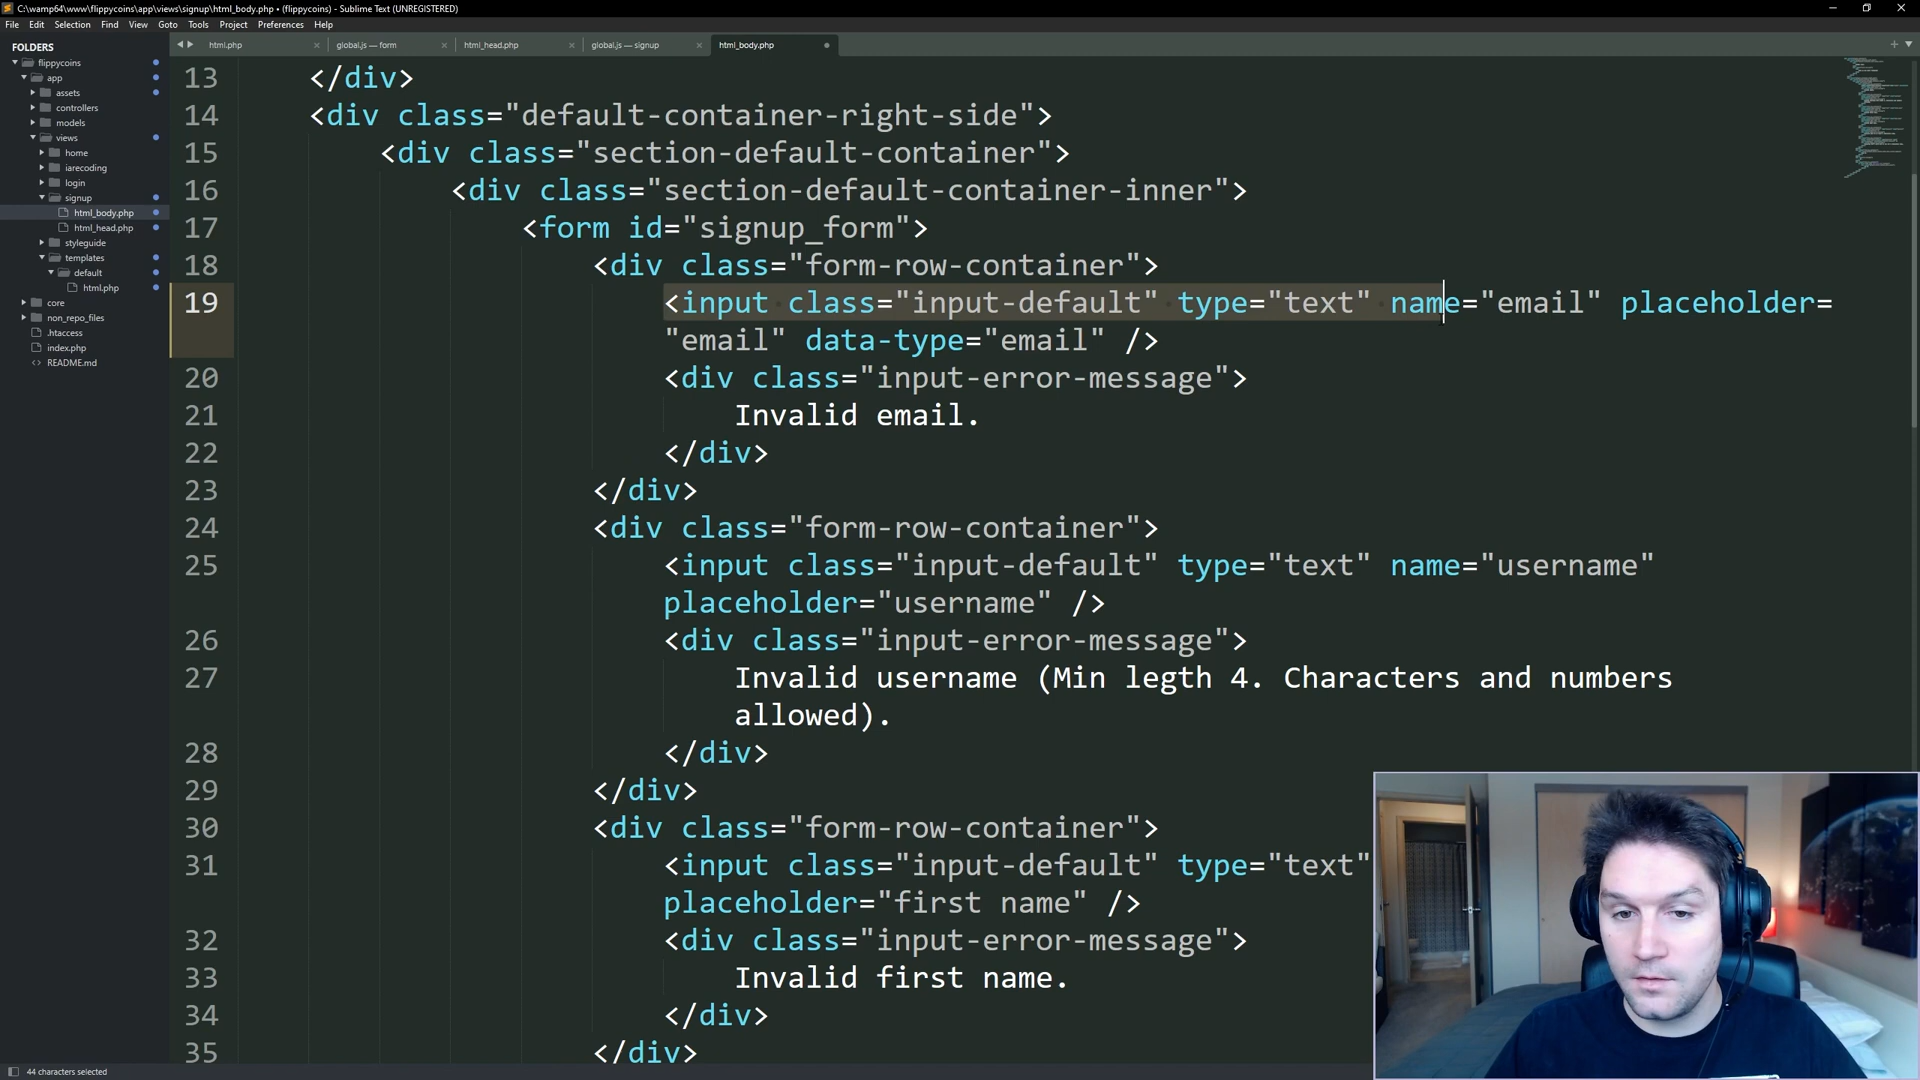 C:\wamp64\www\flippycoins\app\views\signup\html_body.php • (flippycoins) - Sublime Text (UNREGISTERED)
File Edit Selection Find View Goto Tools Project Preferences Help
FOLDERS
flippycoins
app
assets
controllers
models
views
home
iarecoding
login
signup
html_body.php
html_head.php
styleguide
templates
default
html.php
core
non_repo_files
.htaccess
index.php
README.md
html.php global.js — form html_head.php global.js — signup html_body.php
13 </div>
14 <div class="default-container-right-side">
15 <div class="section-default-container">
16 <div class="section-default-container-inner">
17 <form id="signup_form">
18 <div class="form-row-container">
19 <input class="input-default" type="text" name="email" placeholder=
"email" data-type="email" />
20 <div class="input-error-message">
21 Invalid email.
22 </div>
23 </div>
24 <div class="form-row-container">
25 <input class="input-default" type="text" name="username"
placeholder="username" />
26 <div class="input-error-message">
27 Invalid username (Min legth 4. Characters and numbers
allowed).
28 </div>
29 </div>
30 <div class="form-row-container">
31 <input class="input-default" type="text"
placeholder="first name" />
32 <div class="input-error-message">
33 Invalid first name.
34 </div>
35 </div>
44 characters selected